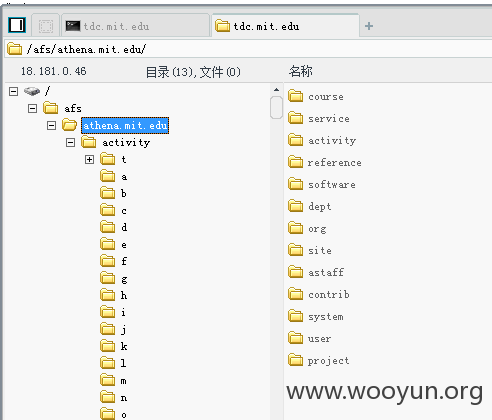 tdc.mit.edu
tdc.mit.edu
/afs/athena.mit.edu/
18.181.0.46
目录(13),文件(0)
名称
/
afs
athena.mit.edu
activity
t
a
b
c
d
e
f
g
h
i
j
k
l
m
n
o
course
service
activity
reference
software
dept
org
site
astaff
contrib
system
user
project
www.wooyun.org